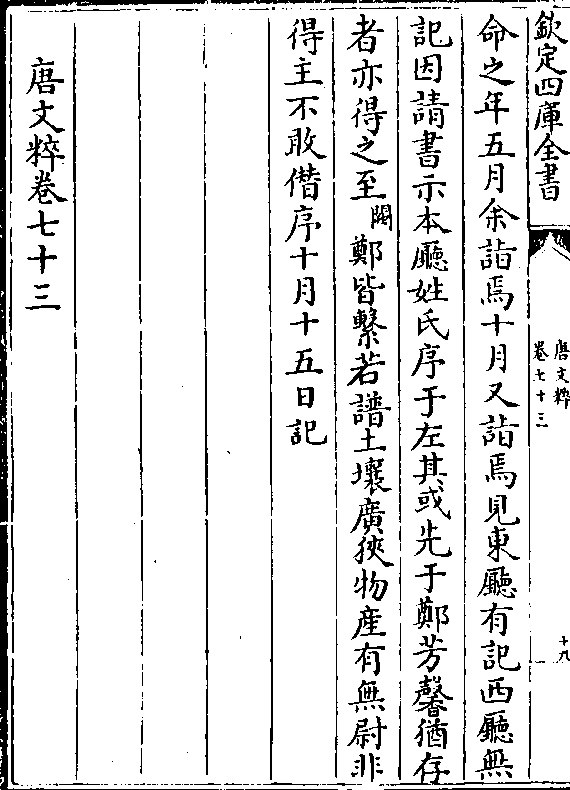 欽定四庫全書
唐文粹
卷七十三
十九
命之年五月余詣焉十月又詣焉見東廳有記西廳無
記因請書示本廳姓氏序于左其或先于鄭芳馨猶存
者亦得之至闕鄭皆繫若譜土壤廣狹物產有無尉非
得主不敢僭序十月十五日記
唐文粹卷七十三